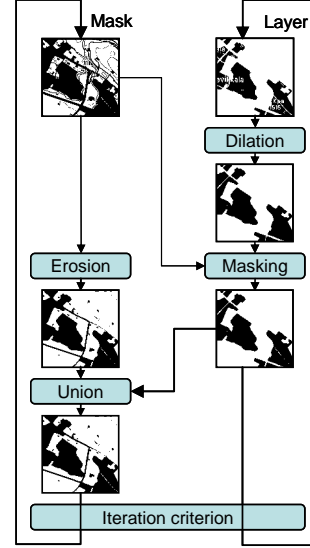 Mask
Layer
Dilation
Erosion
Masking
Union
Iteration criterion